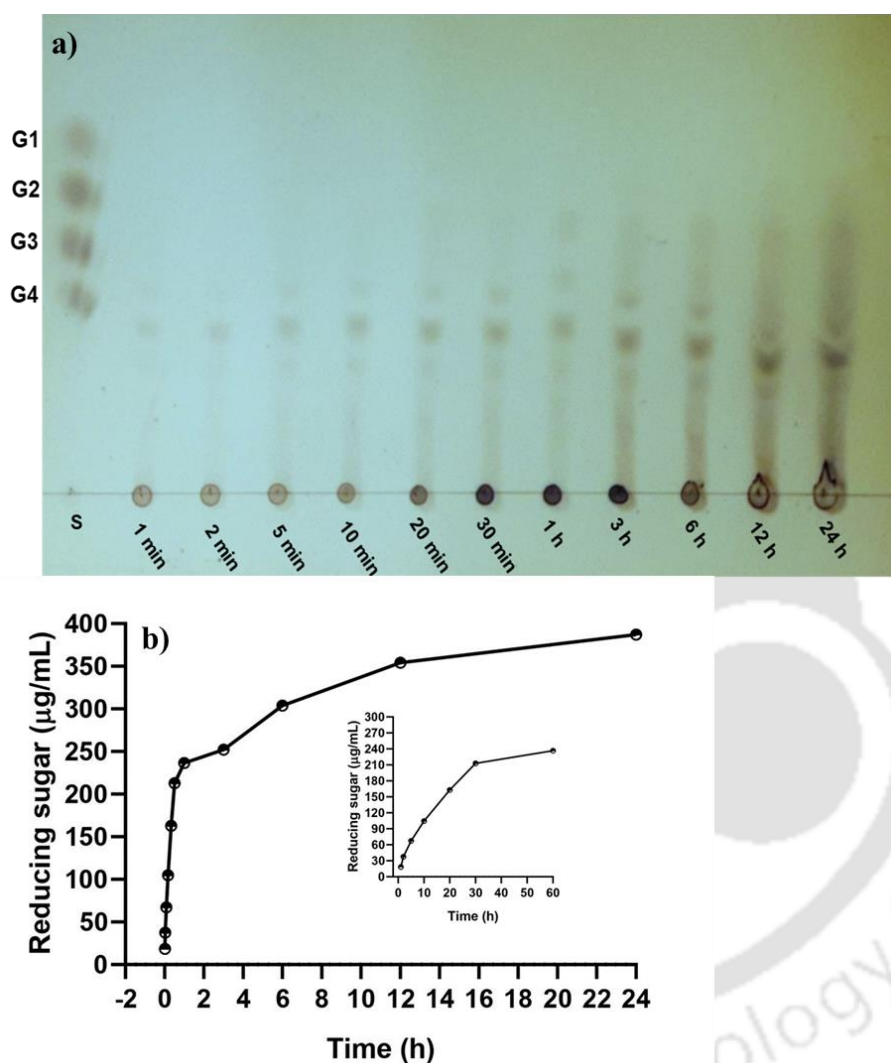 a)
G1
G2
G3
G4
S 1 min 2 min 5 min 10 min 20 min 30 min 1 h 3 h 6 h 12 h 24 h
b)
Reducing sugar (µg/mL)
400
350
300
250
200
150
100
50
0
-2 0 2 4 6 8 10 12 14 16 18 20 22 24
Time (h)
Reducing sugar (µg/mL)
300
270
240
210
180
150
120
90
60
30
0
0 10 20 30 40 50 60
Time (h)
ology